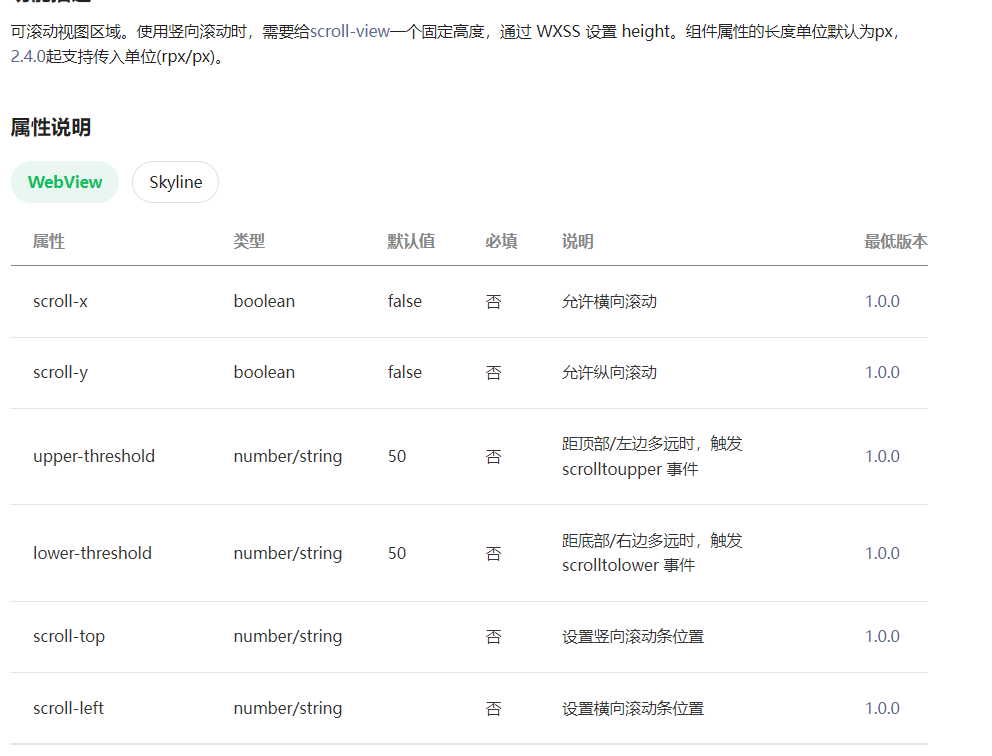 可滚动视图区域。使用竖向滚动时，需要给scroll-view一个固定高度，通过 WXSS 设置 height。组件属性的长度单位默认为px，
2.4.0起支持传入单位(rpx/px)。
属性说明
WebView Skyline
属性 类型 默认值 必填 说明 最低版本
scroll-x boolean false 否 允许横向滚动 1.0.0
scroll-y boolean false 否 允许纵向滚动 1.0.0
upper-threshold number/string 50 否 距顶部/左边多远时，触发 scrolltoupper 事件 1.0.0
lower-threshold number/string 50 否 距底部/右边多远时，触发 scrolltolower 事件 1.0.0
scroll-top number/string 否 设置竖向滚动条位置 1.0.0
scroll-left number/string 否 设置横向滚动条位置 1.0.0